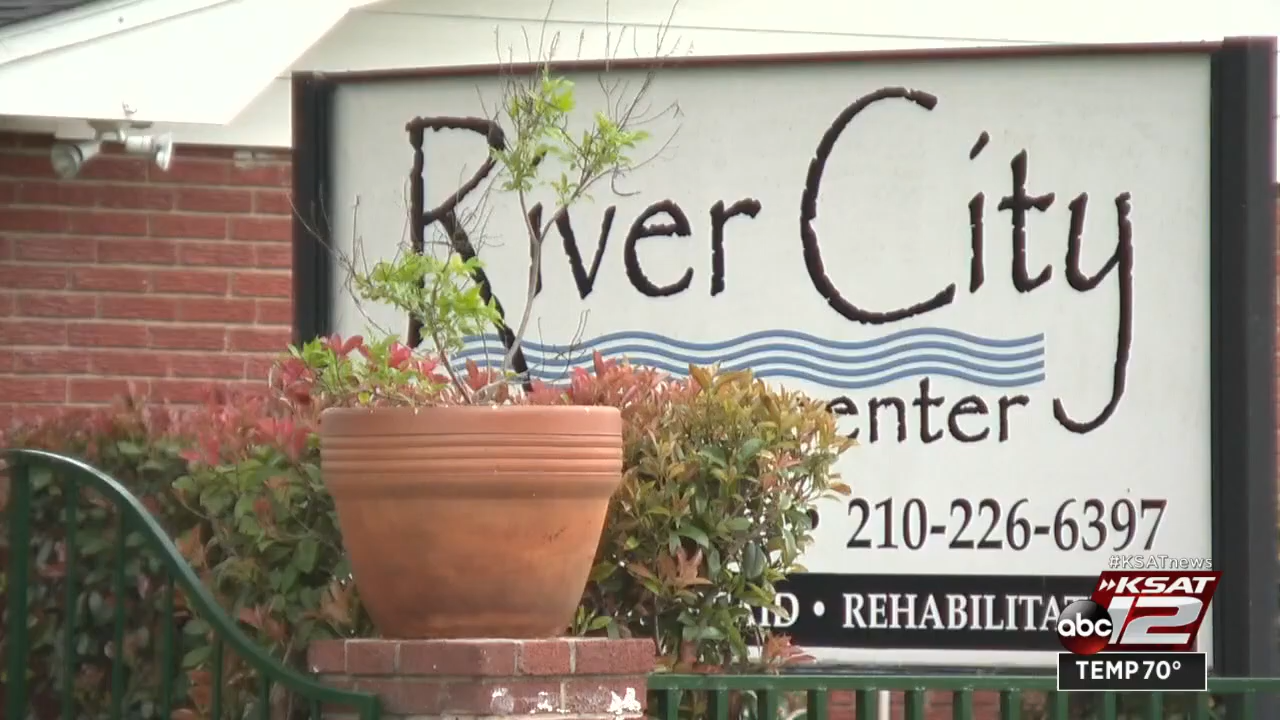 River City
enter
210-226-6397
• REHABILITAT
#KSATnews
KSAT
abc 12
TEMP 70°